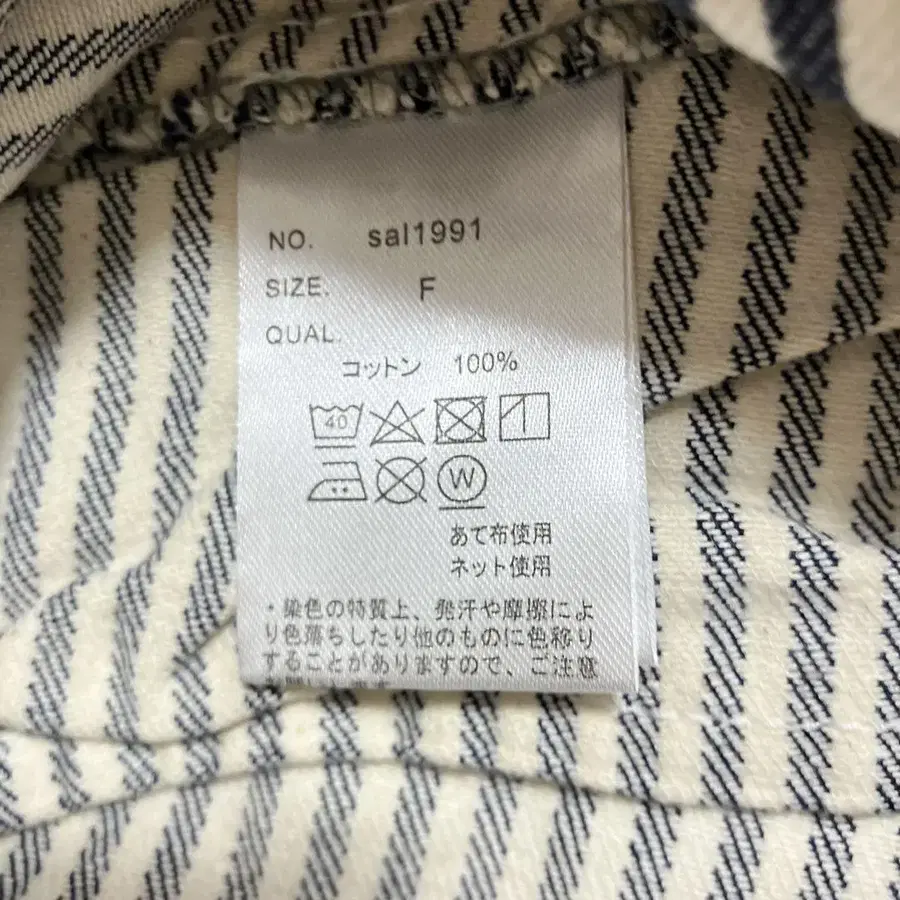 NO. sal1991
SIZE. F
QUAL.
コットン 100%
40
W
あて布使用
ネット使用
・染色の特質上、発汗や摩擦によ
り色落ちしたり他のものに色移り
することがありますので、ご注意